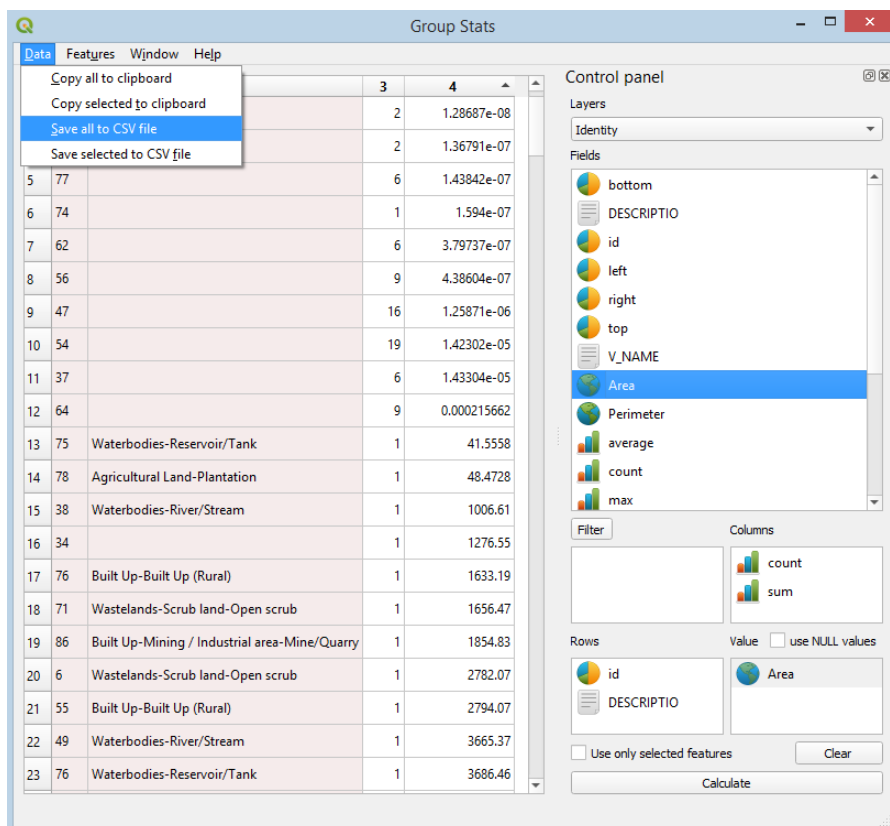 Group Stats
Data Features Window Help
Copy all to clipboard
Copy selected to clipboard
Save all to CSV file
Save selected to CSV file
3 4
2 1.28687e-08
2 1.36791e-07
5 77 6 1.43842e-07
6 74 1 1.594e-07
7 62 6 3.79737e-07
8 56 9 4.38604e-07
9 47 16 1.25871e-06
10 54 19 1.42302e-05
11 37 6 1.43304e-05
12 64 9 0.000215662
13 75 Waterbodies-Reservoir/Tank 1 41.5558
14 78 Agricultural Land-Plantation 1 48.4728
15 38 Waterbodies-River/Stream 1 1006.61
16 34 1 1276.55
17 76 Built Up-Built Up (Rural) 1 1633.19
18 71 Wastelands-Scrub land-Open scrub 1 1656.47
19 86 Built Up-Mining / Industrial area-Mine/Quarry 1 1854.83
20 6 Wastelands-Scrub land-Open scrub 1 2782.07
21 55 Built Up-Built Up (Rural) 1 2794.07
22 49 Waterbodies-River/Stream 1 3665.37
23 76 Waterbodies-Reservoir/Tank 1 3686.46
Control panel
Layers
Identity
Fields
bottom
DESCRIPTIO
id
left
right
top
V_NAME
Area
Perimeter
average
count
max
Filter
Columns
count
sum
Rows
id
DESCRIPTIO
Value use NULL values
Area
Use only selected features
Clear
Calculate